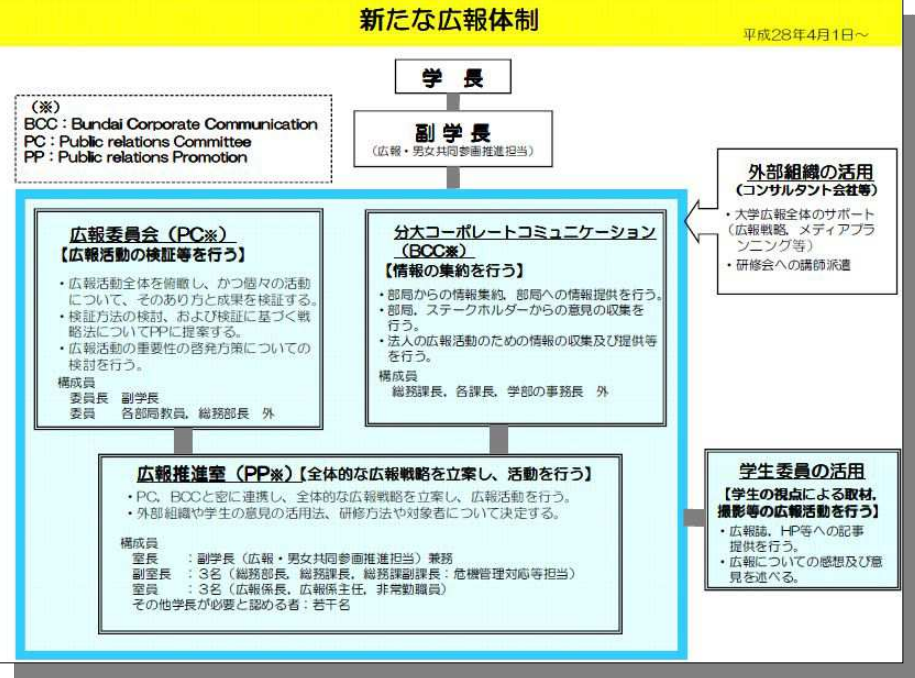 新たな広報体制
平成28年4月1日～
学 長
副 学 長
（広報・男女共同参画推進担当）
（※）
BCC：Bundai Corporate Communication
PC：Public relations Committee
PP：Public relations Promotion
外部組織の活用
（コンサルタント会社等）
・大学広報全体のサポート
（広報戦略、メディアプラ
ンニング等）
・研修会への講師派遣
広報委員会（PC※）
【広報活動の検証等を行う】
・広報活動全体を俯瞰し、かつ個々の活動
について、そのあり方と成果を検証する。
・検証方法の検討、および検証に基づく戦
略法についてPPに提案する。
・広報活動の重要性の啓発方策についての
検討を行う。
構成員
委員長 副学長
委員 各部局教員，総務部長 外
分大コーポレートコミュニケーション
（BCC※）
【情報の集約を行う】
・部局からの情報集約，部局への情報提供を行う。
・部局，ステークホルダーからの意見の収集を
行う。
・法人の広報活動のための情報の収集及び提供等
を行う。
構成員
総務課長，各課長，学部の事務長 外
広報推進室（PP※）【全体的な広報戦略を立案し、活動を行う】
・PC，BCCと密に連携し、全体的な広報戦略を立案し、広報活動を行う。
・外部組織や学生の意見の活用法、研修方法や対象者について決定する。
構成員
室長 ：副学長（広報・男女共同参画推進担当）兼務
副室長 ：３名（総務部長，総務課長，総務課副課長：危機管理対応等担当）
室員 ：３名（広報係長，広報係主任，非常勤職員）
その他学長が必要と認める者：若干名
学生委員の活用
【学生の視点による取材，
撮影等の広報活動を行う】
・広報誌，HP等への記事
提供を行う。
・広報についての感想及び意
見を述べる。